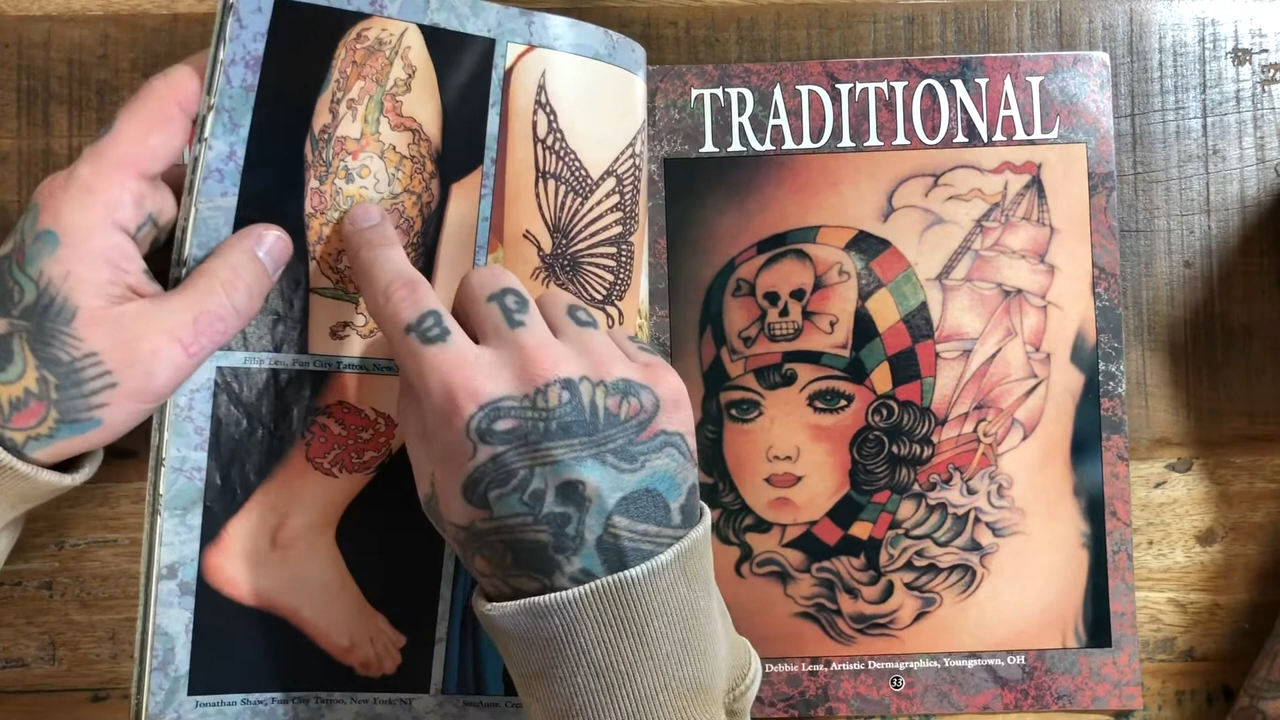 TRADITIONAL
Filip Leu, Fun City Tattoo, New
Jonathan Shaw, Fun City Tattoo, New York, NY
Debbie Lenz, Artistic Dermagraphics, Youngstown, OH
33